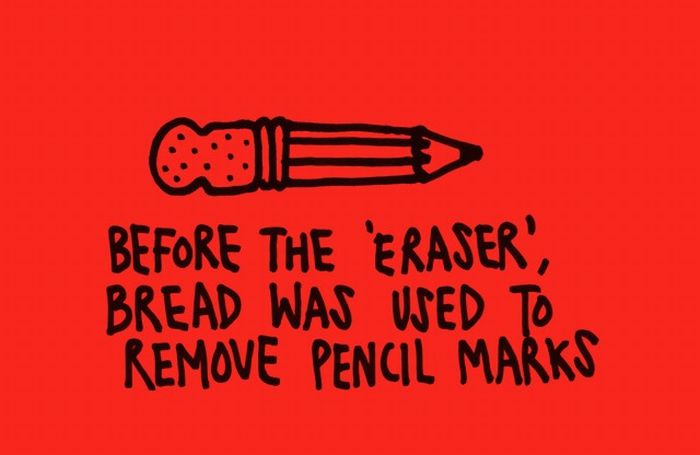 BEFORE THE 'ERASER',
BREAD WAS USED TO
REMOVE PENCIL MARKS